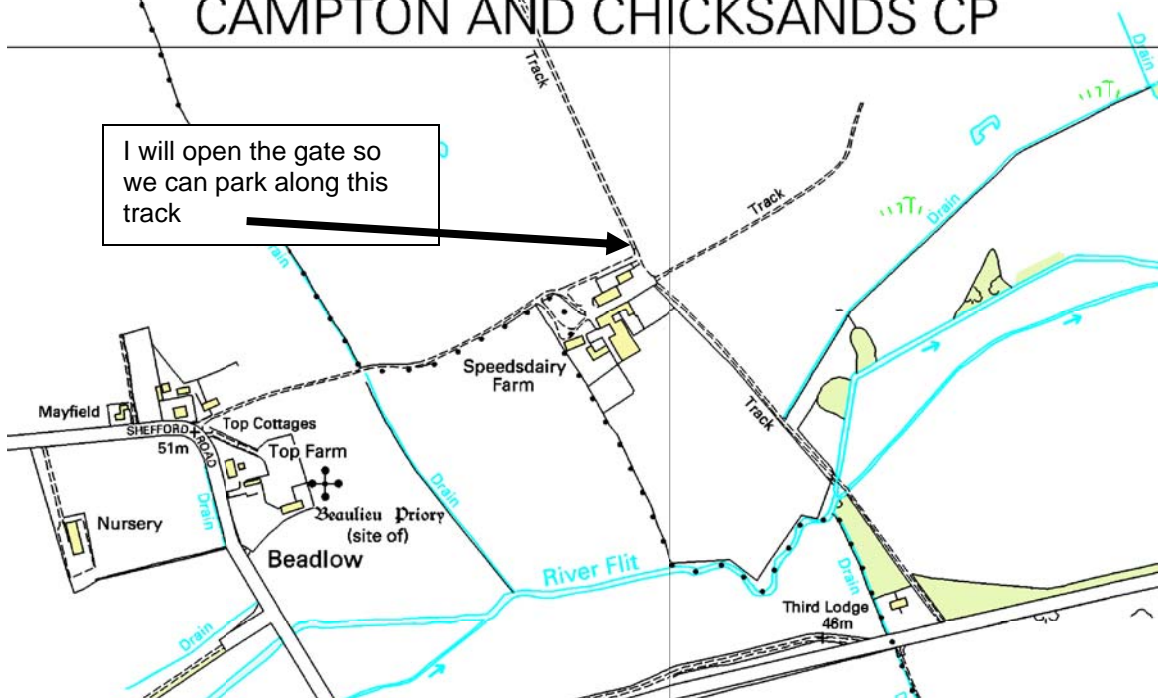 CAMPTON AND CHICKSANDS CP
Track
Drain
I will open the gate so
we can park along this
track
Track
Drain
Drain
Speedsdairy
Farm
Mayfield
SHEFFORD ROAD
51m
Top Cottages
Top Farm
Track
Drain
Drain
Nursery
Beaulieu Priory
(site of)
Beadlow
River Flit
Drain
Third Lodge
46m
Drain